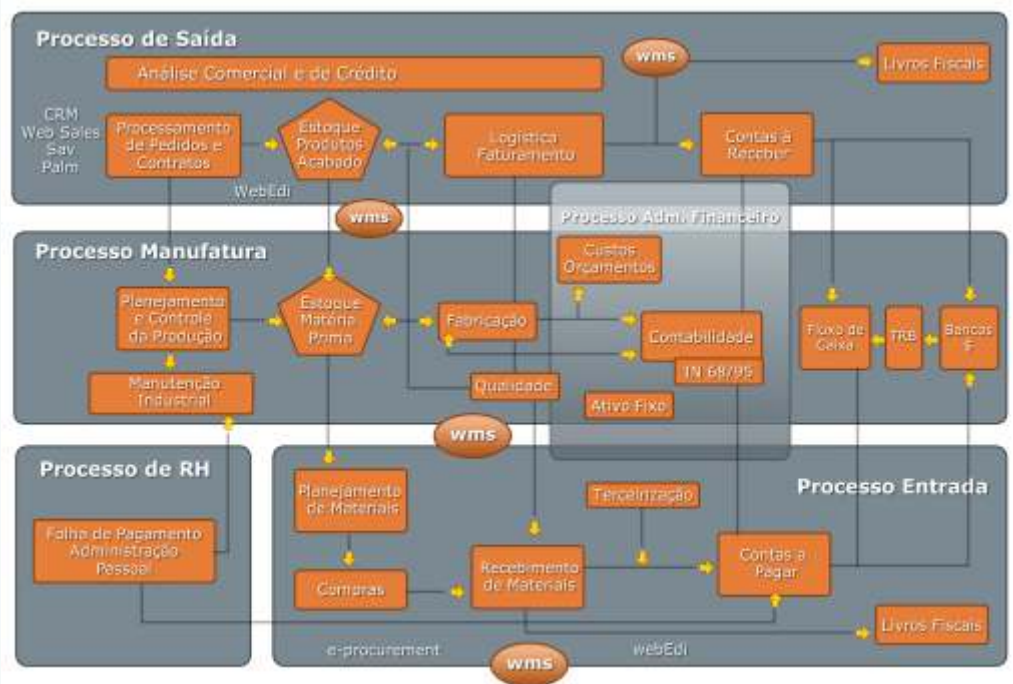 Processo de Saída
wms
Análise Comercial e de Crédito
Livros Fiscais
CRM
Web Sales
Sav
Palm
Processamento
de Pedidos e
Contratos
Estoque
Produtos
Acabado
Logística
Faturamento
Contas à
Receber
WebEdi
wms
Processo Adm. Financeiro
Processo Manufatura
Custos
Orçamentos
Planejamento
e Controle
da Produção
Estoque
Matéria
Prima
Fabricação
Contabilidade
IN 68/95
Fluxo de
Caixa
TRB
Bancos
Manutenção
Industrial
Qualidade
Ativo Fixo
wms
Processo de RH
Processo Entrada
Planejamento
de Materiais
Terceirização
Folha de Pagamento
Administração
Pessoal
Compras
Recebimento
de Materiais
Contas a
Pagar
Livros Fiscais
e-procurement
webEdi
wms